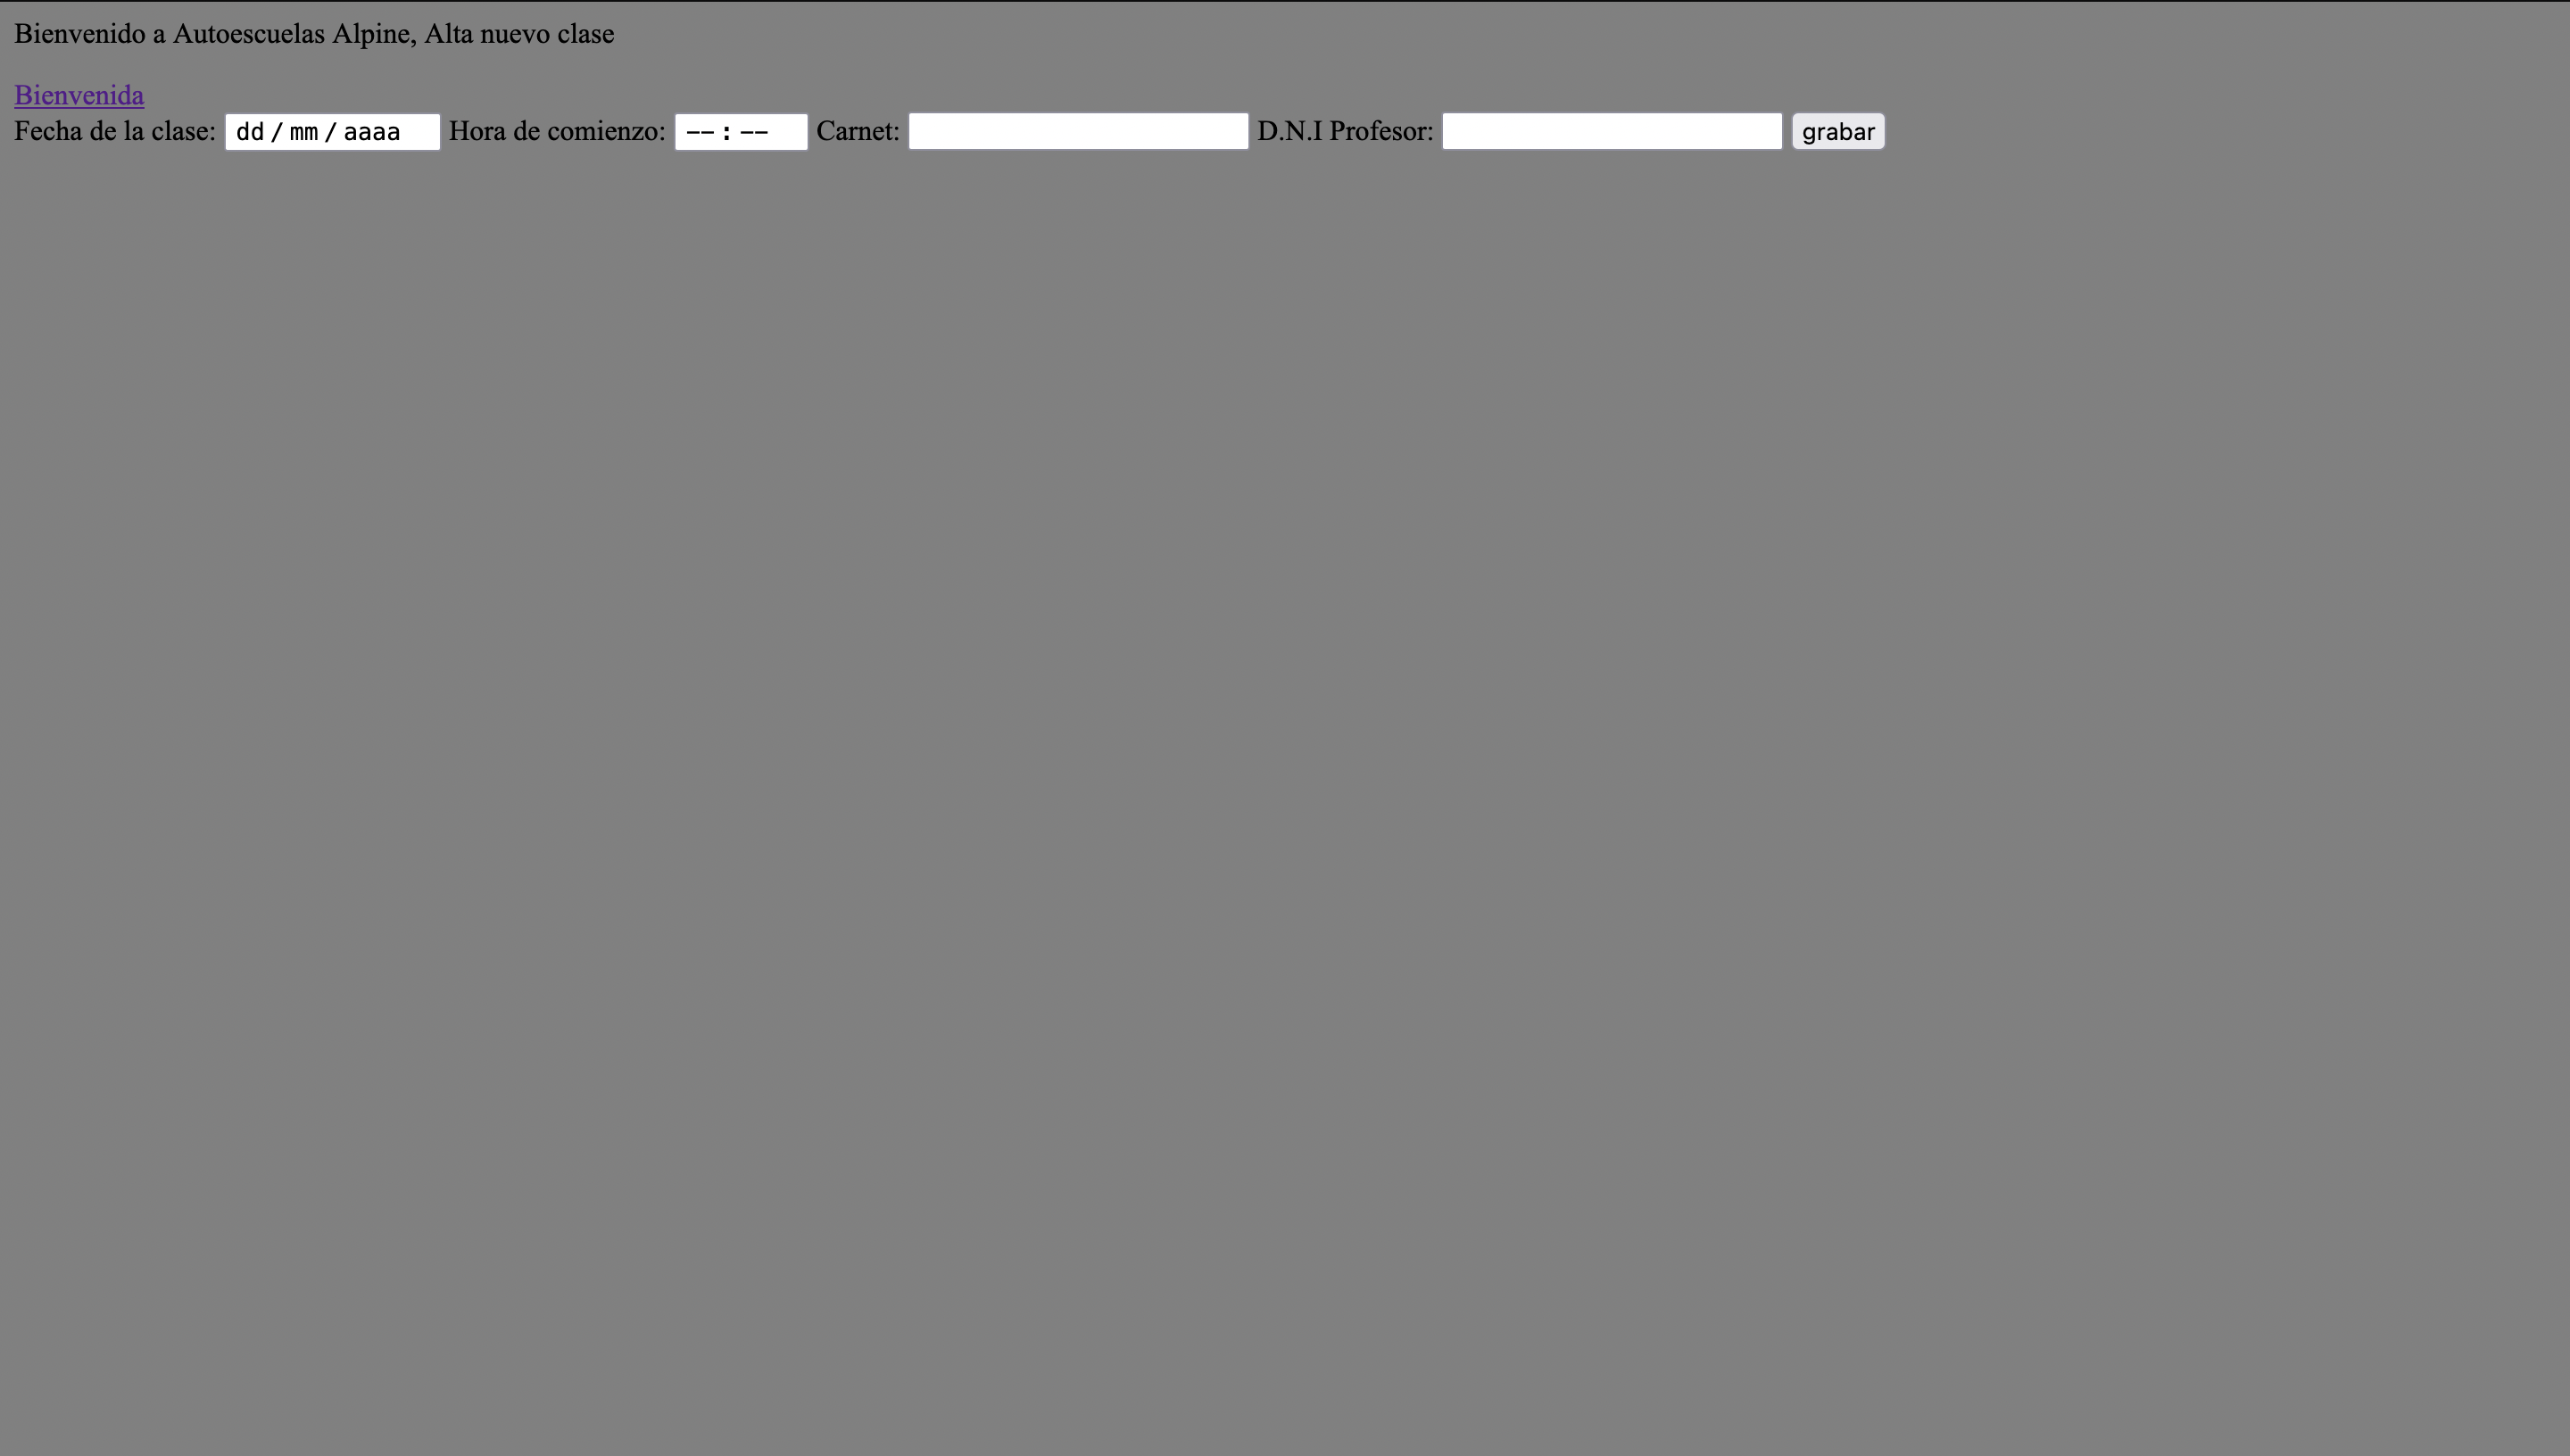 Bienvenido a Autoescuelas Alpine, Alta nuevo clase
Bienvenida
Fecha de la clase: dd / mm / aaaa Hora de comienzo: -- : -- Carnet: D.N.I Profesor: grabar